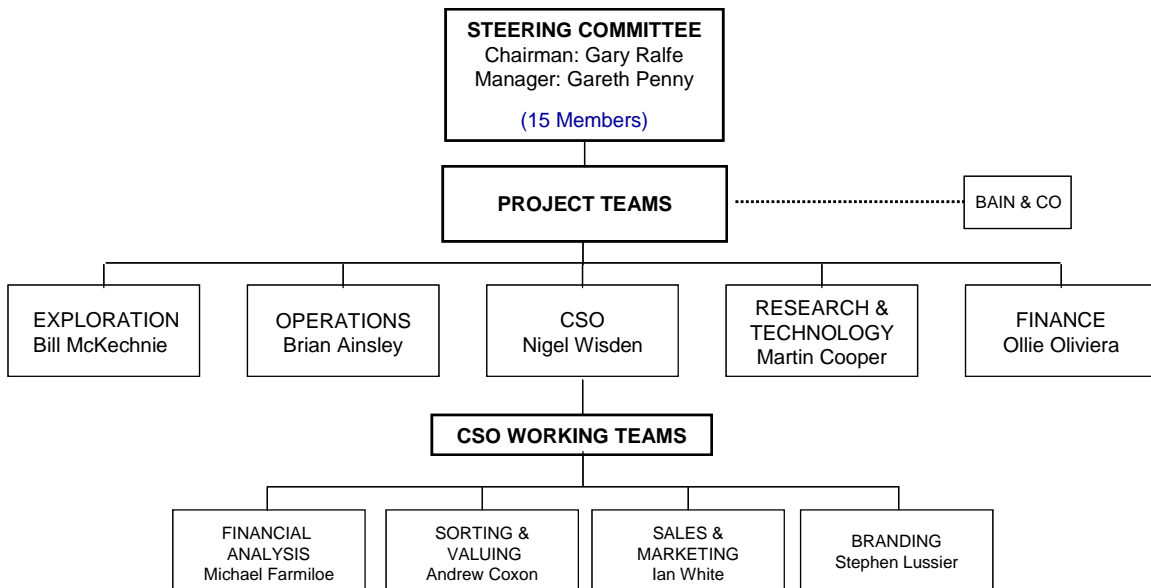 STEERING COMMITTEE
Chairman: Gary Ralfe
Manager: Gareth Penny
(15 Members)
PROJECT TEAMS
BAIN & CO
EXPLORATION
Bill McKechnie
OPERATIONS
Brian Ainsley
CSO
Nigel Wisden
RESEARCH &
TECHNOLOGY
Martin Cooper
FINANCE
Ollie Oliviera
CSO WORKING TEAMS
FINANCIAL
ANALYSIS
Michael Farmiloe
SORTING &
VALUING
Andrew Coxon
SALES &
MARKETING
Ian White
BRANDING
Stephen Lussier